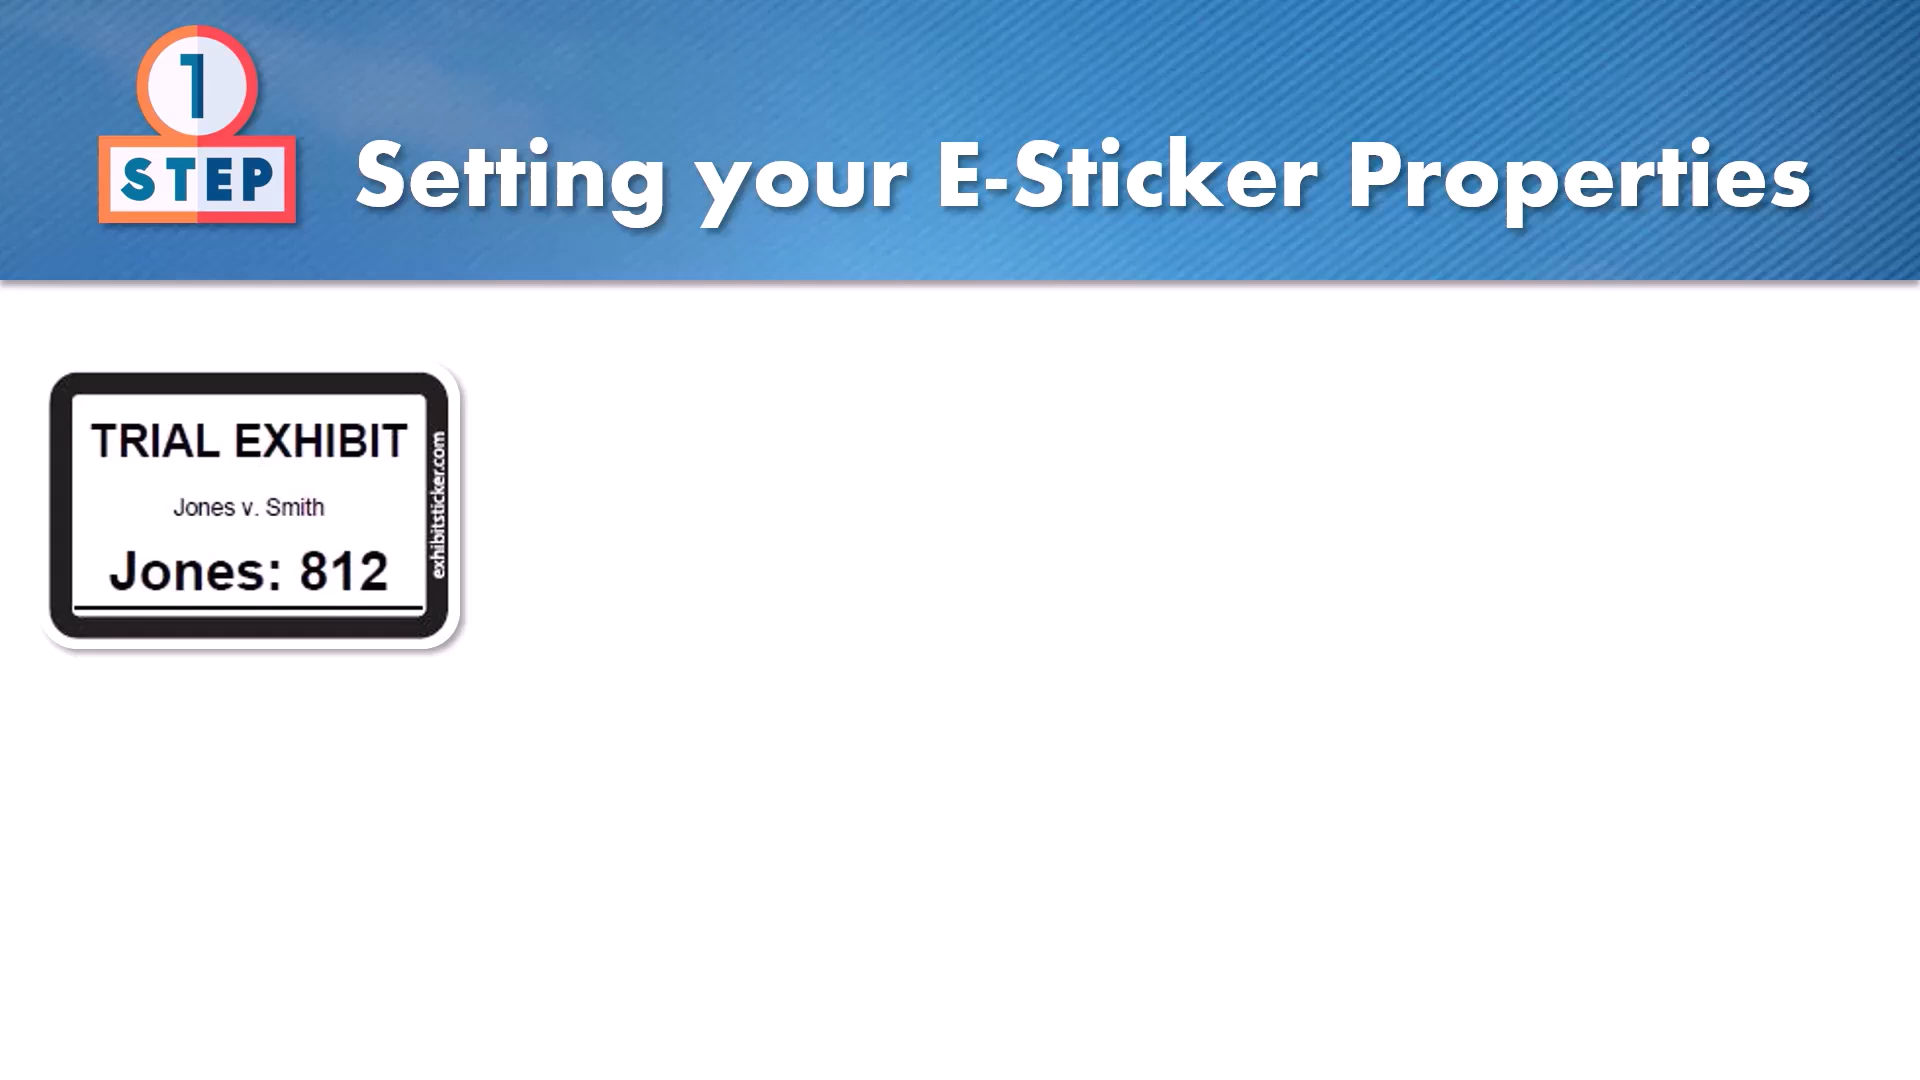 1
STEP
Setting your E-Sticker Properties
TRIAL EXHIBIT
Jones v. Smith
Jones: 812
exhibitsticker.com